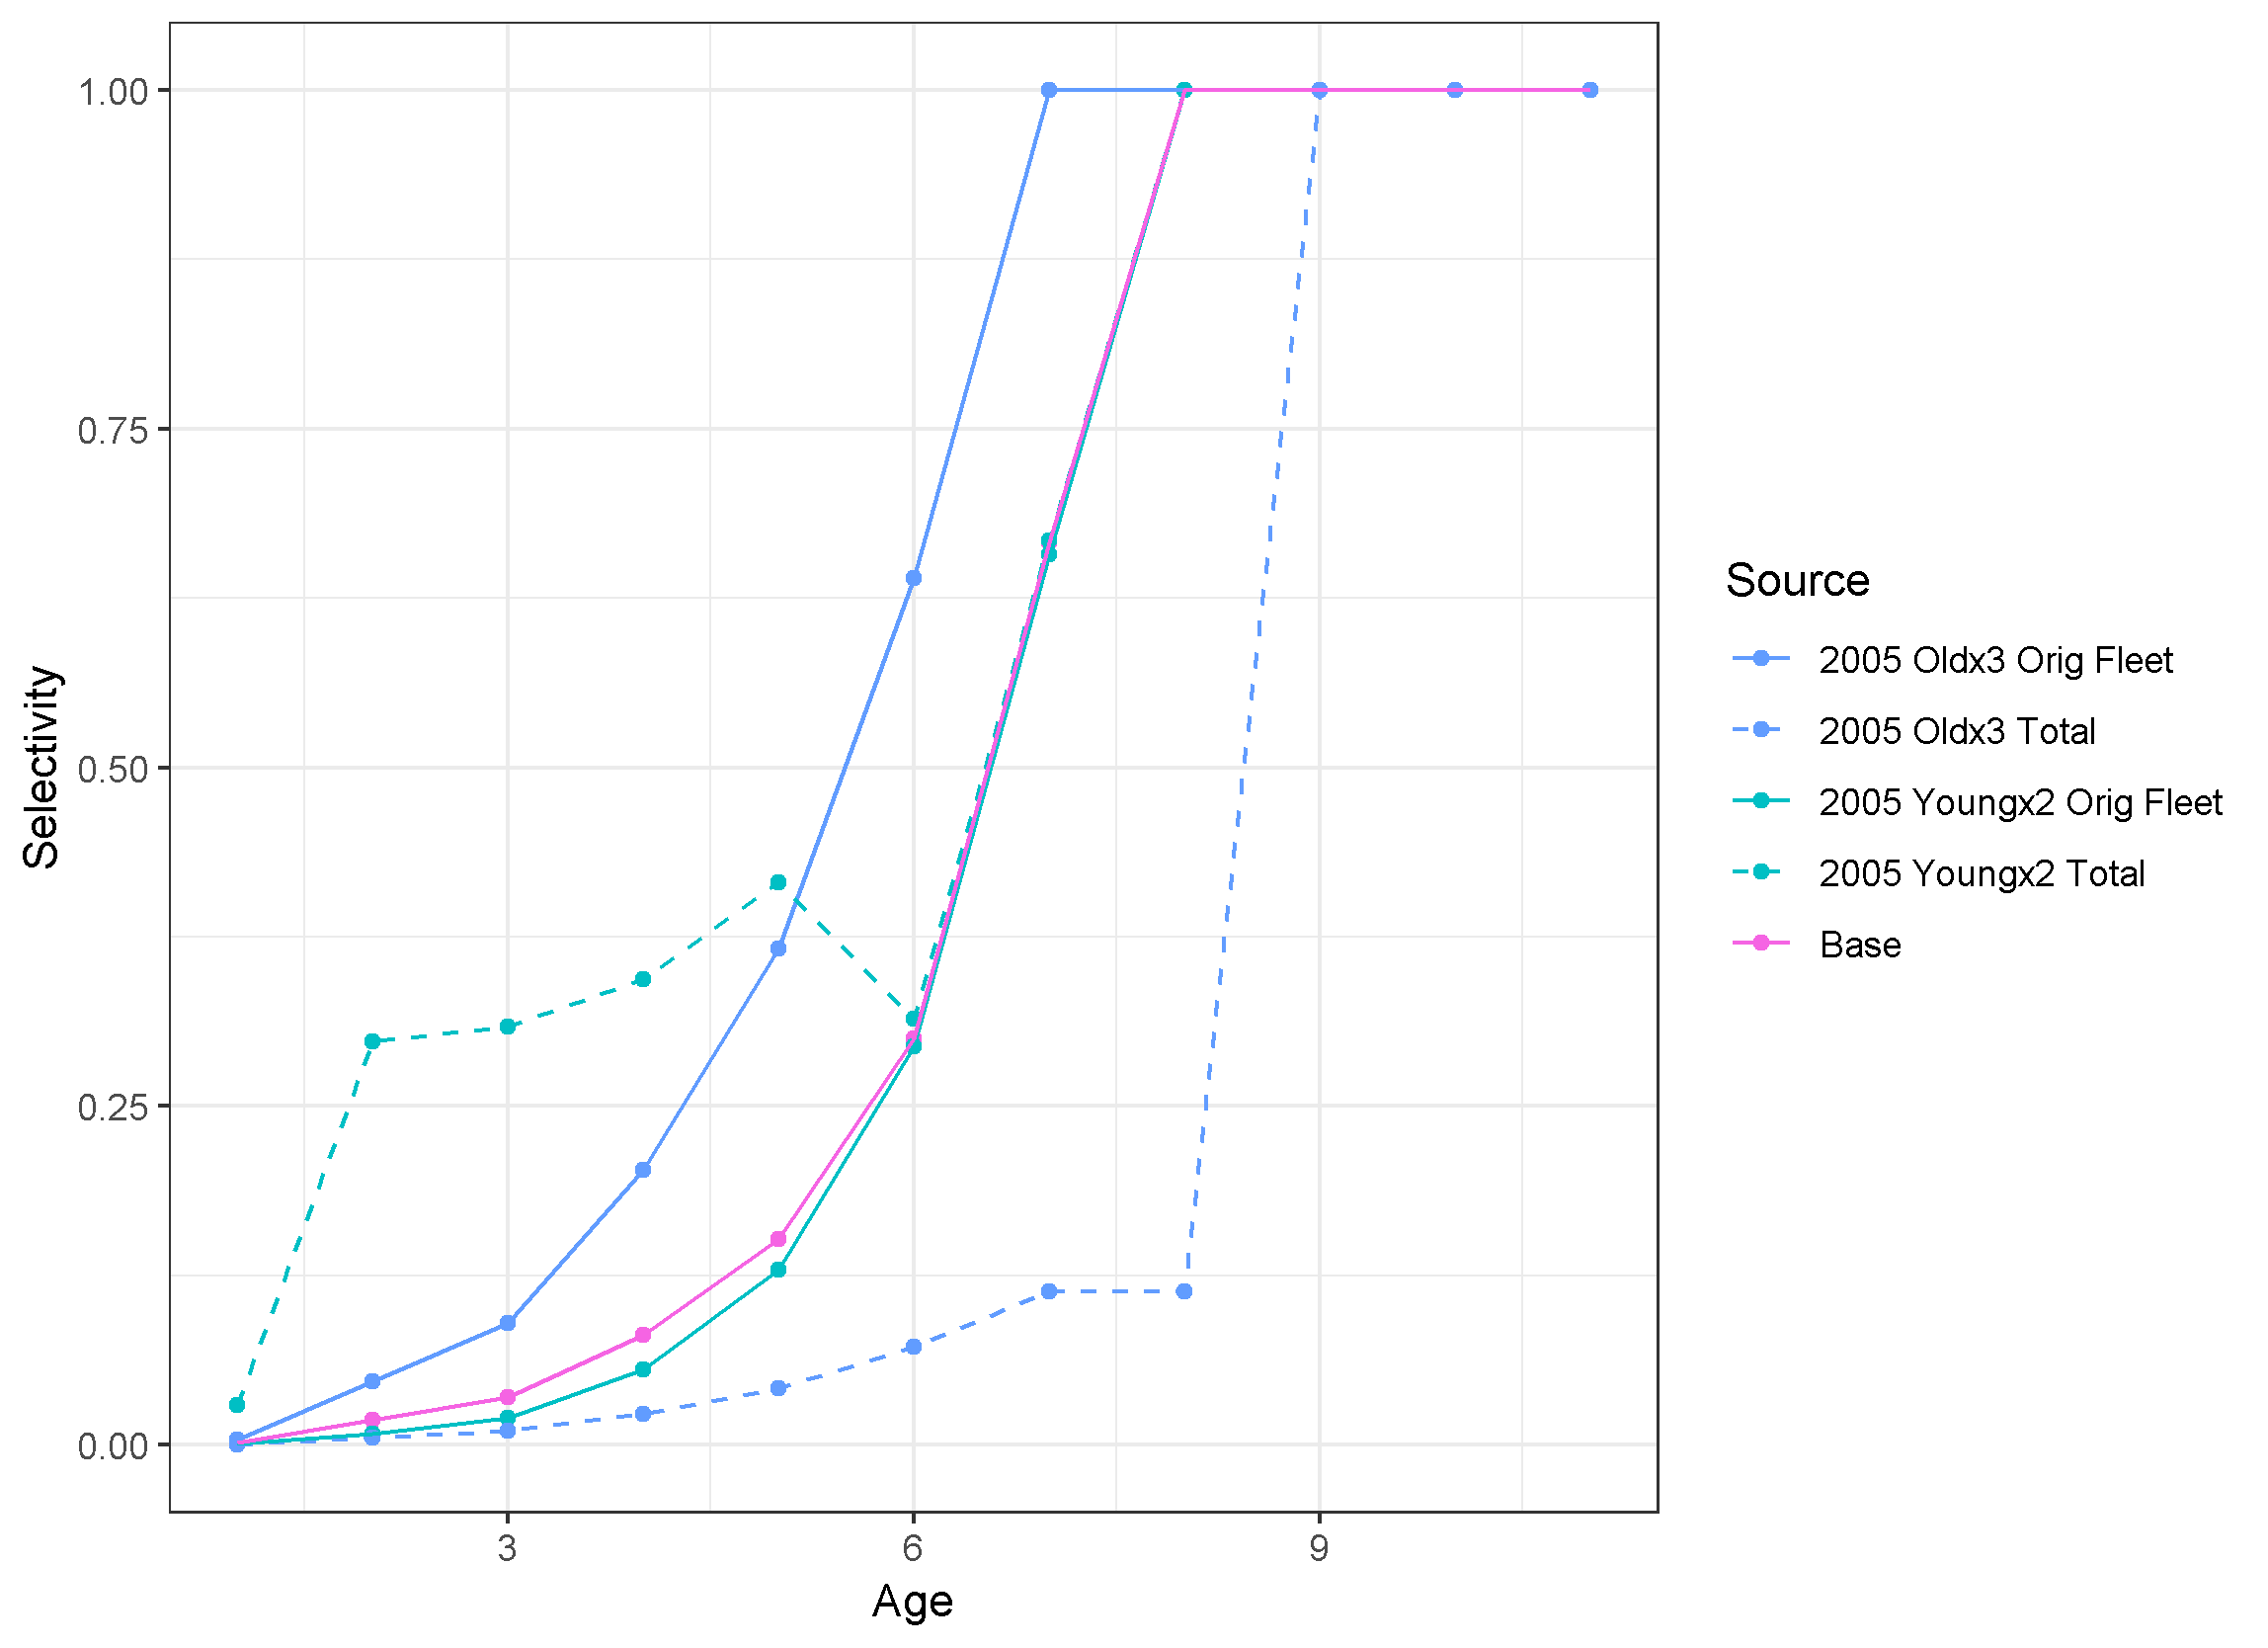 1.00
0.75
0.50
0.25
0.00
Selectivity
3
6
9
Age
Source
2005 Oldx3 Orig Fleet
2005 Oldx3 Total
2005 Youngx2 Orig Fleet
2005 Youngx2 Total
Base